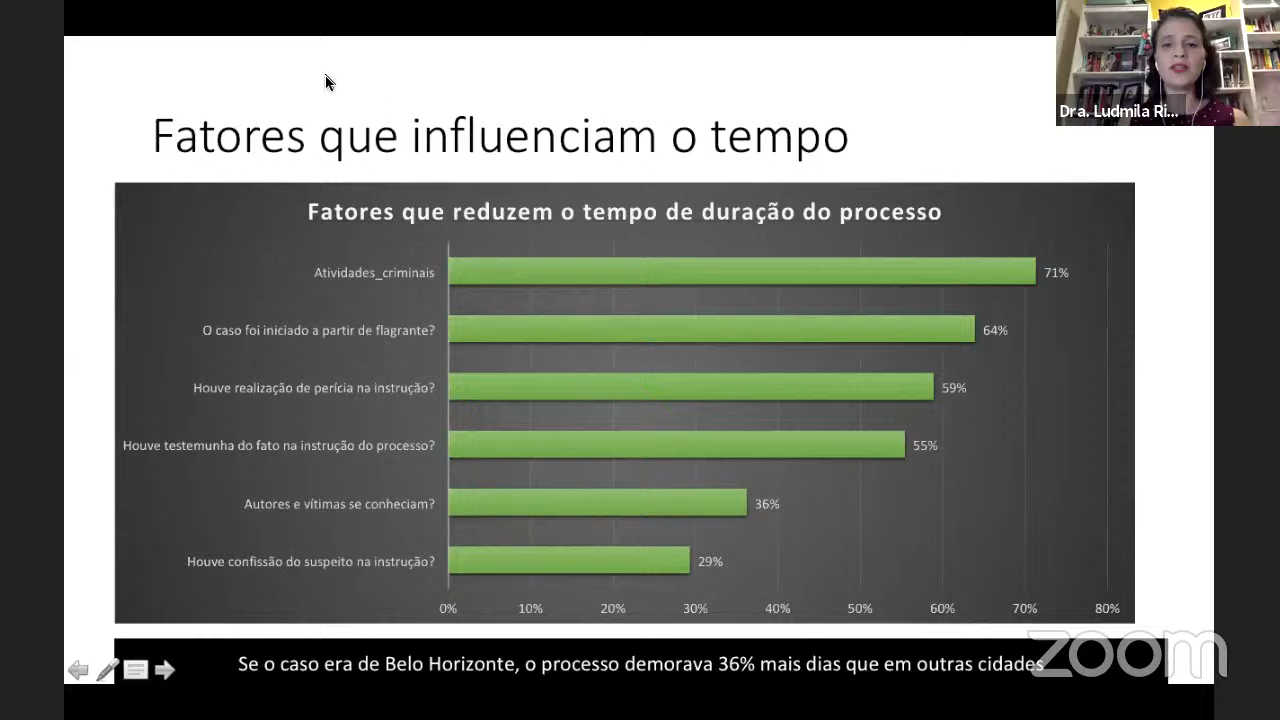 Dra. Ludmila Ri...
Fatores que influenciam o tempo
Fatores que reduzem o tempo de duração do processo
Atividades_criminais 71%
O caso foi iniciado a partir de flagrante? 64%
Houve realização de perícia na instrução? 59%
Houve testemunha do fato na instrução do processo? 55%
Autores e vítimas se conheciam? 36%
Houve confissão do suspeito na instrução? 29%
0% 10% 20% 30% 40% 50% 60% 70% 80%
Se o caso era de Belo Horizonte, o processo demorava 36% mais dias que em outras cidades
zoom